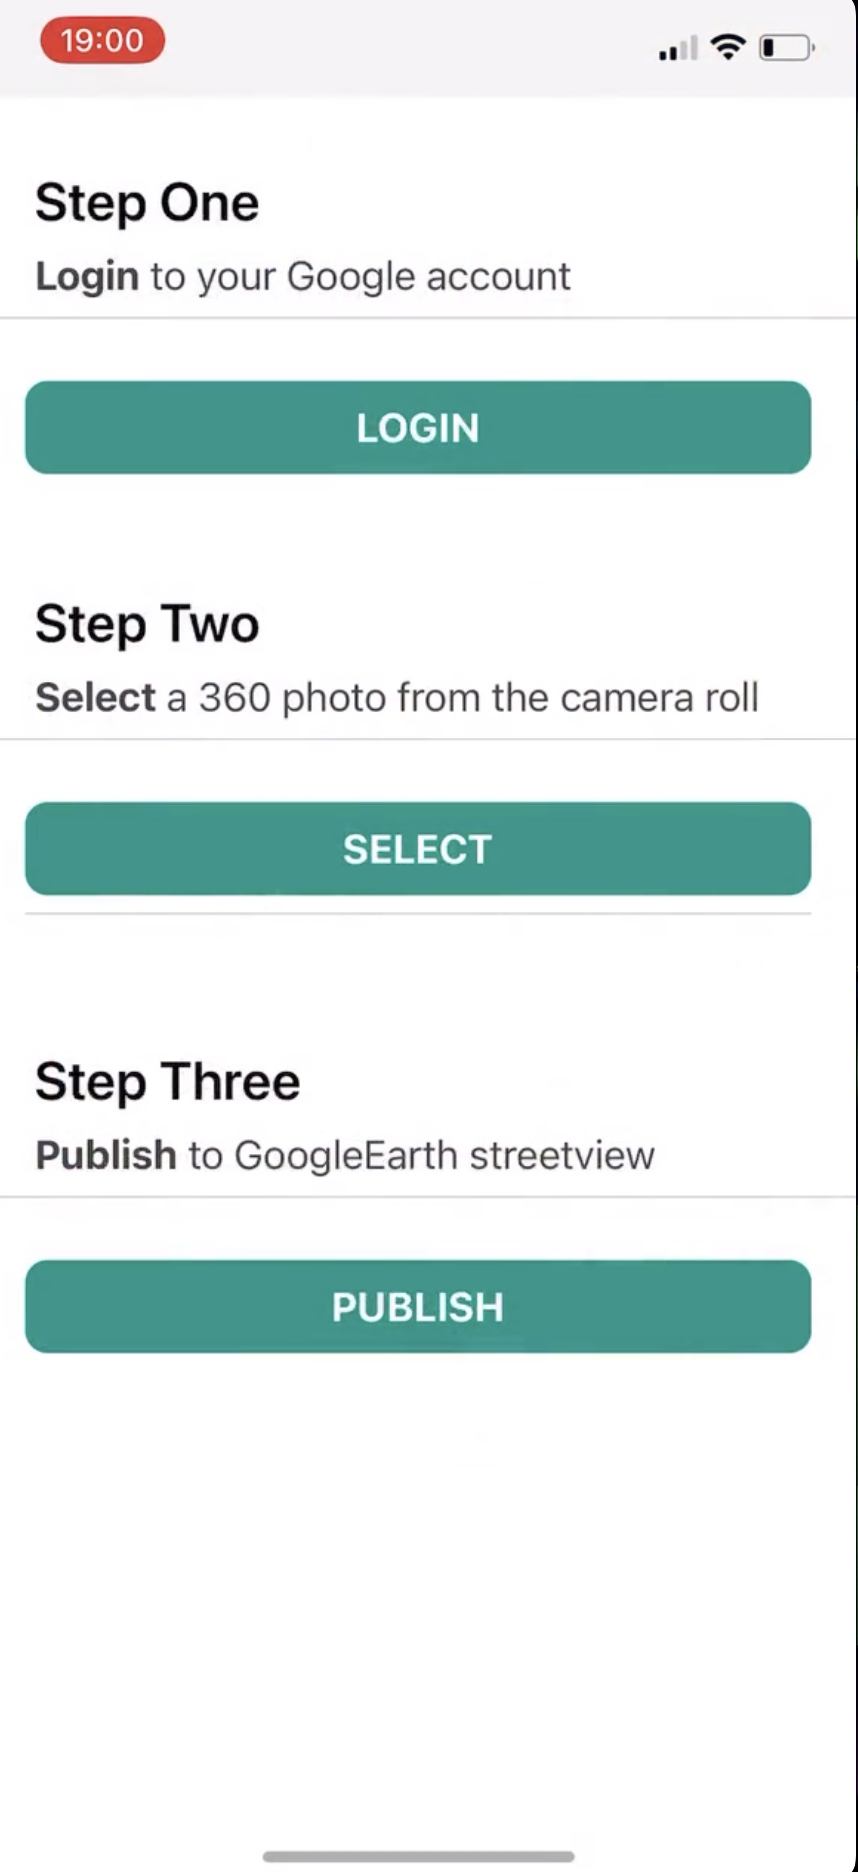 19:00
Step One
Login to your Google account
LOGIN
Step Two
Select a 360 photo from the camera roll
SELECT
Step Three
Publish to GoogleEarth streetview
PUBLISH